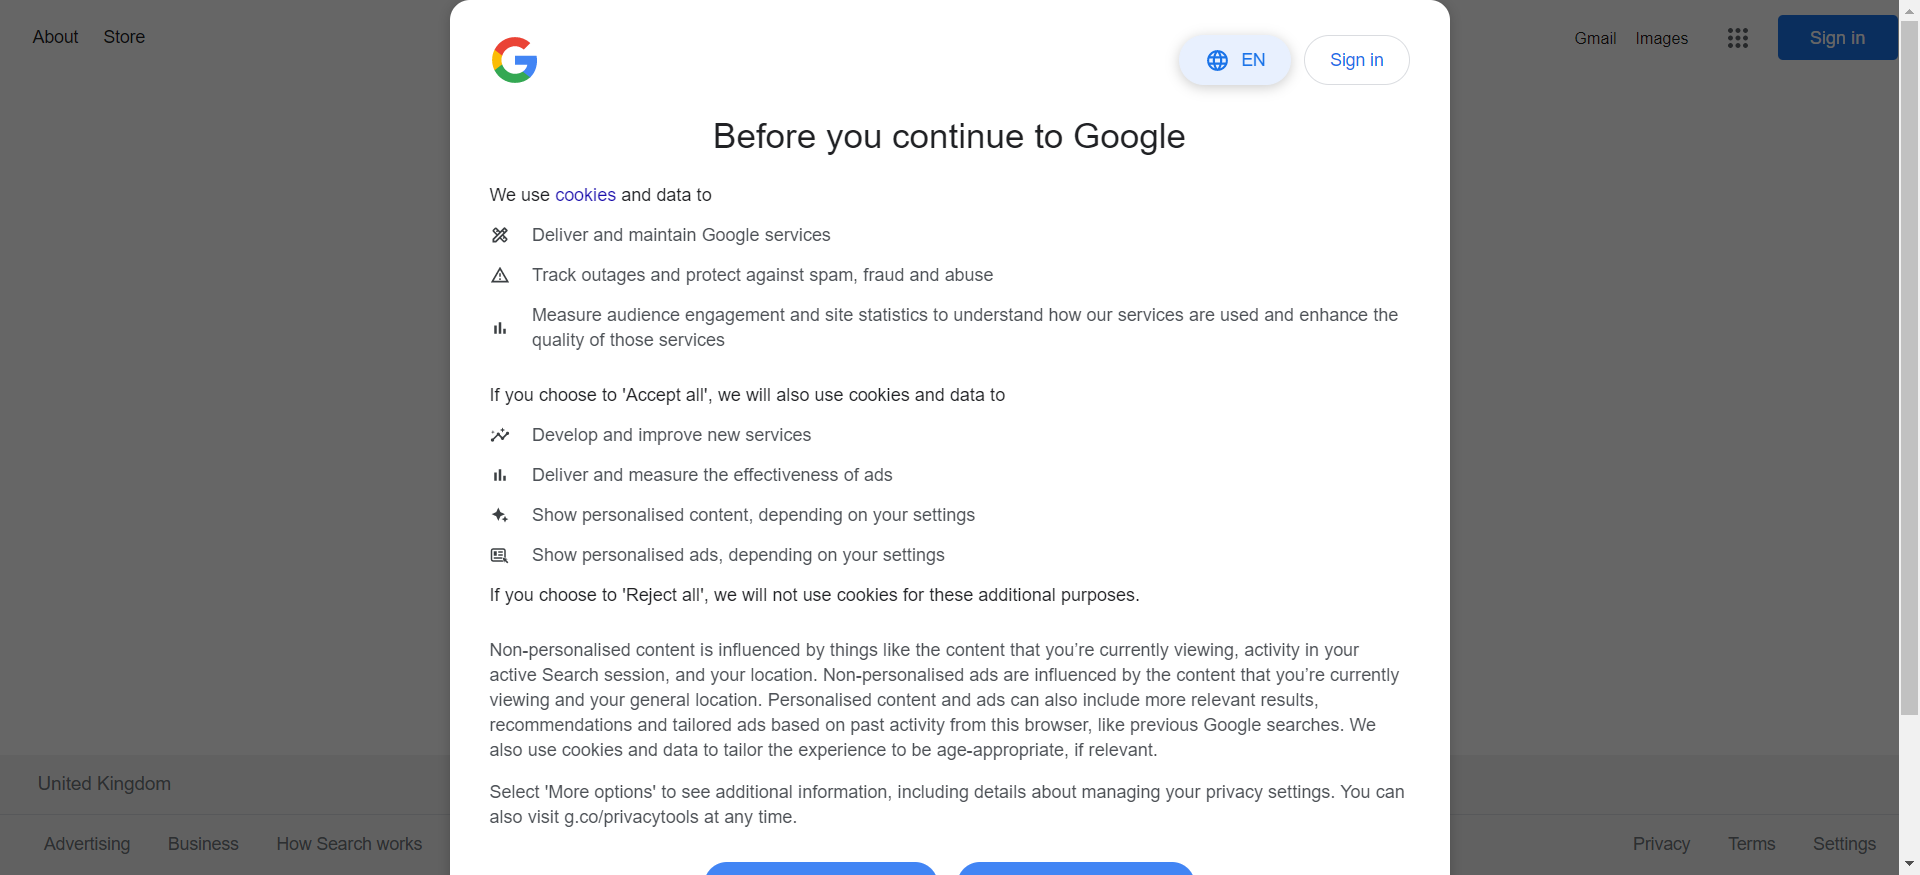 About Store
Gmail Images Sign in
EN Sign in
Before you continue to Google
We use cookies and data to
Deliver and maintain Google services
Track outages and protect against spam, fraud and abuse
Measure audience engagement and site statistics to understand how our services are used and enhance the
quality of those services
If you choose to 'Accept all', we will also use cookies and data to
Develop and improve new services
Deliver and measure the effectiveness of ads
Show personalised content, depending on your settings
Show personalised ads, depending on your settings
If you choose to 'Reject all', we will not use cookies for these additional purposes.
Non-personalised content is influenced by things like the content that you’re currently viewing, activity in your
active Search session, and your location. Non-personalised ads are influenced by the content that you’re currently
viewing and your general location. Personalised content and ads can also include more relevant results,
recommendations and tailored ads based on past activity from this browser, like previous Google searches. We
also use cookies and data to tailor the experience to be age-appropriate, if relevant.
Select 'More options' to see additional information, including details about managing your privacy settings. You can
also visit g.co/privacytools at any time.
United Kingdom
Advertising Business How Search works
Privacy Terms Settings